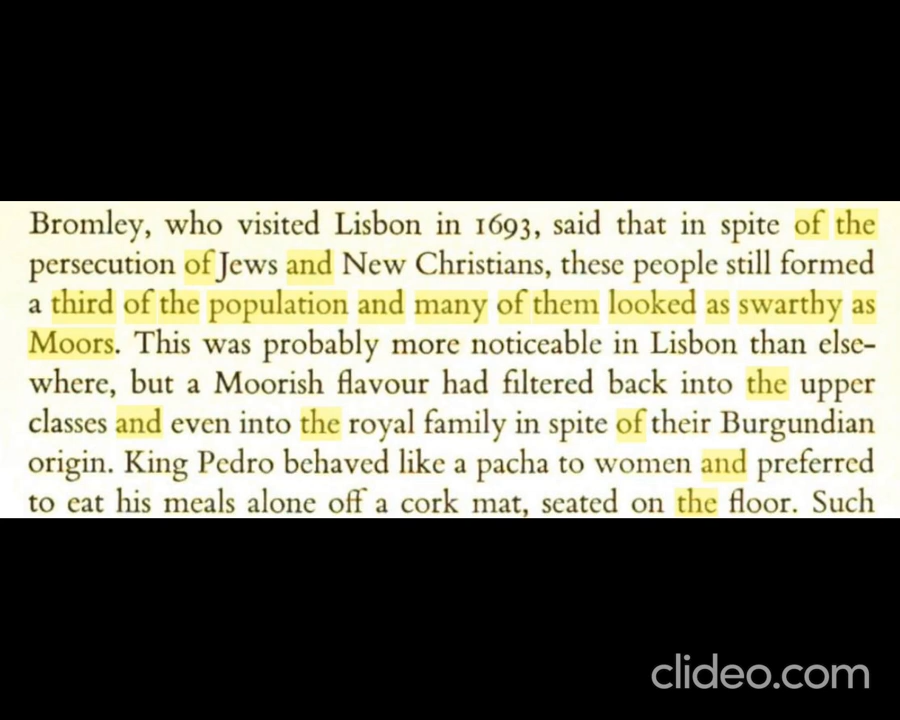 Bromley, who visited Lisbon in 1693, said that in spite of the
persecution of Jews and New Christians, these people still formed
a third of the population and many of them looked as swarthy as
Moors. This was probably more noticeable in Lisbon than else-
where, but a Moorish flavour had filtered back into the upper
classes and even into the royal family in spite of their Burgundian
origin. King Pedro behaved like a pacha to women and preferred
to eat his meals alone off a cork mat, seated on the floor. Such
clideo.com